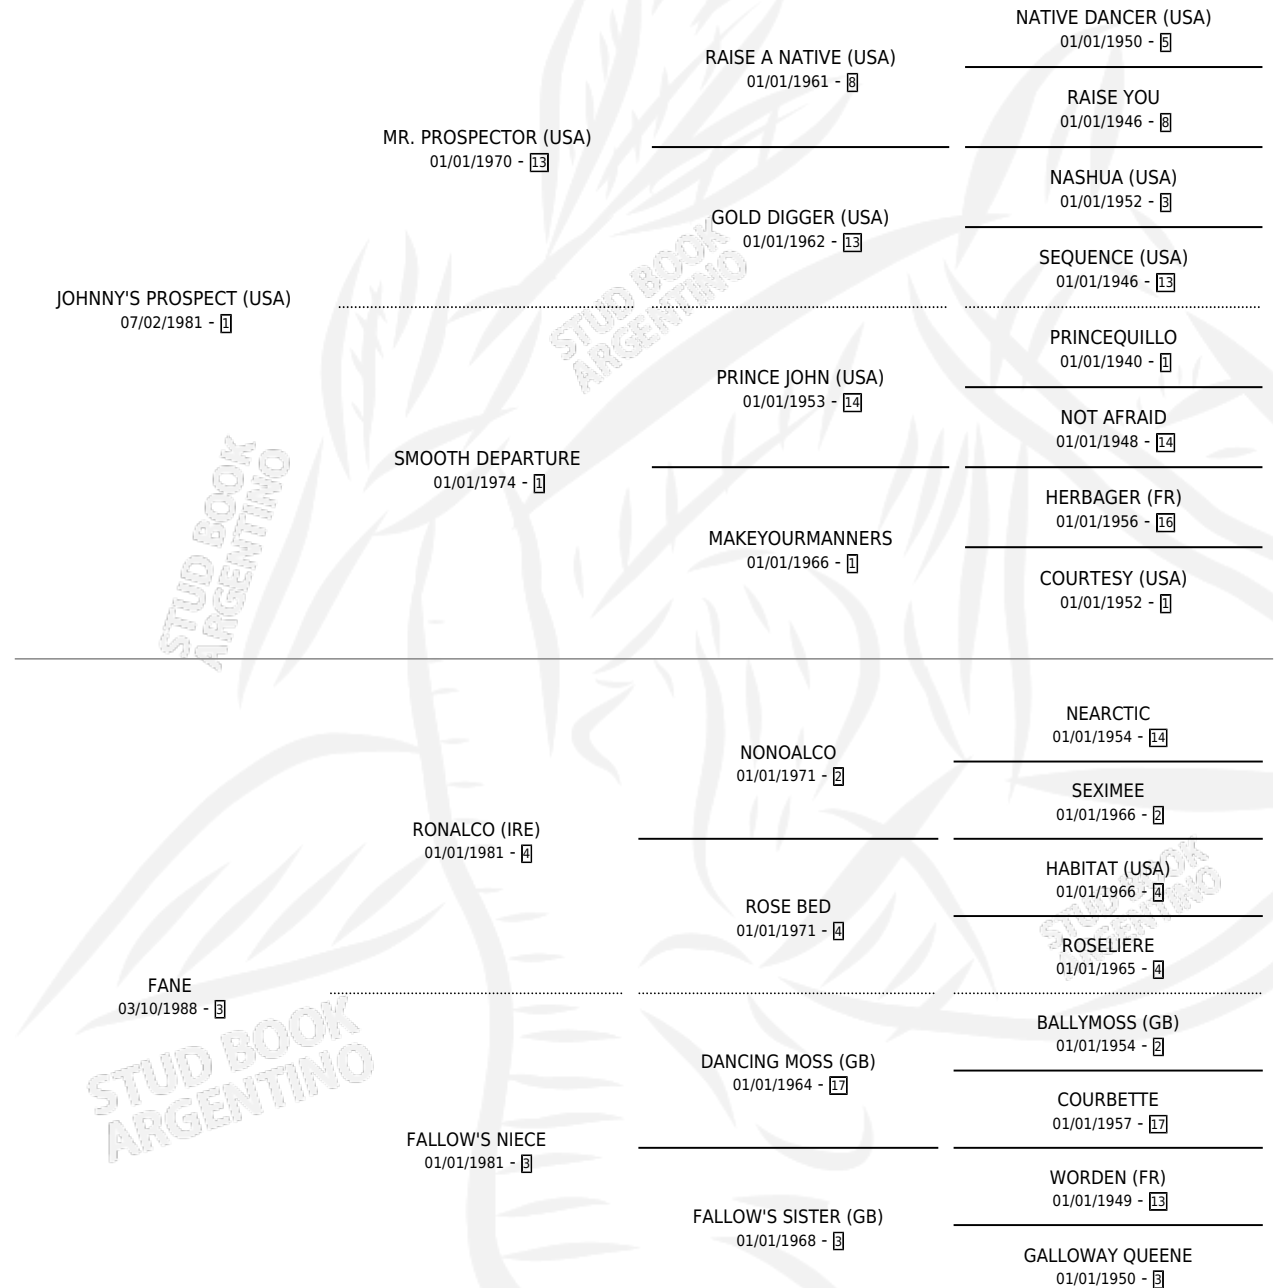 NATIVE DANCER (USA)
01/01/1950 - 5
RAISE A NATIVE (USA)
01/01/1961 - 8
RAISE YOU
01/01/1946 - 8
MR. PROSPECTOR (USA)
01/01/1970 - 13
NASHUA (USA)
01/01/1952 - 3
GOLD DIGGER (USA)
01/01/1962 - 13
SEQUENCE (USA)
01/01/1946 - 13
JOHNNY'S PROSPECT (USA)
07/02/1981 - 1
PRINCEQUILLO
01/01/1940 - 1
PRINCE JOHN (USA)
01/01/1953 - 14
NOT AFRAID
01/01/1948 - 14
SMOOTH DEPARTURE
01/01/1974 - 1
HERBAGER (FR)
01/01/1956 - 16
MAKEYOURMANNERS
01/01/1966 - 1
COURTESY (USA)
01/01/1952 - 1
NEARCTIC
01/01/1954 - 14
NONOALCO
01/01/1971 - 2
SEXIMEE
01/01/1966 - 2
RONALCO (IRE)
01/01/1981 - 4
HABITAT (USA)
01/01/1966 - 4
ROSE BED
01/01/1971 - 4
ROSELIERE
01/01/1965 - 4
FANE
03/10/1988 - 3
BALLYMOSS (GB)
01/01/1954 - 2
DANCING MOSS (GB)
01/01/1964 - 17
COURBETTE
01/01/1957 - 17
FALLOW'S NIECE
01/01/1981 - 3
WORDEN (FR)
01/01/1949 - 13
FALLOW'S SISTER (GB)
01/01/1968 - 3
GALLOWAY QUEENE
01/01/1950 - 3
STUD BOOK
ARGENTINO
STUD BOOK
ARGENTINO
STUD BOOK
ARGENTINO
STUD BOOK
ARGENTINO